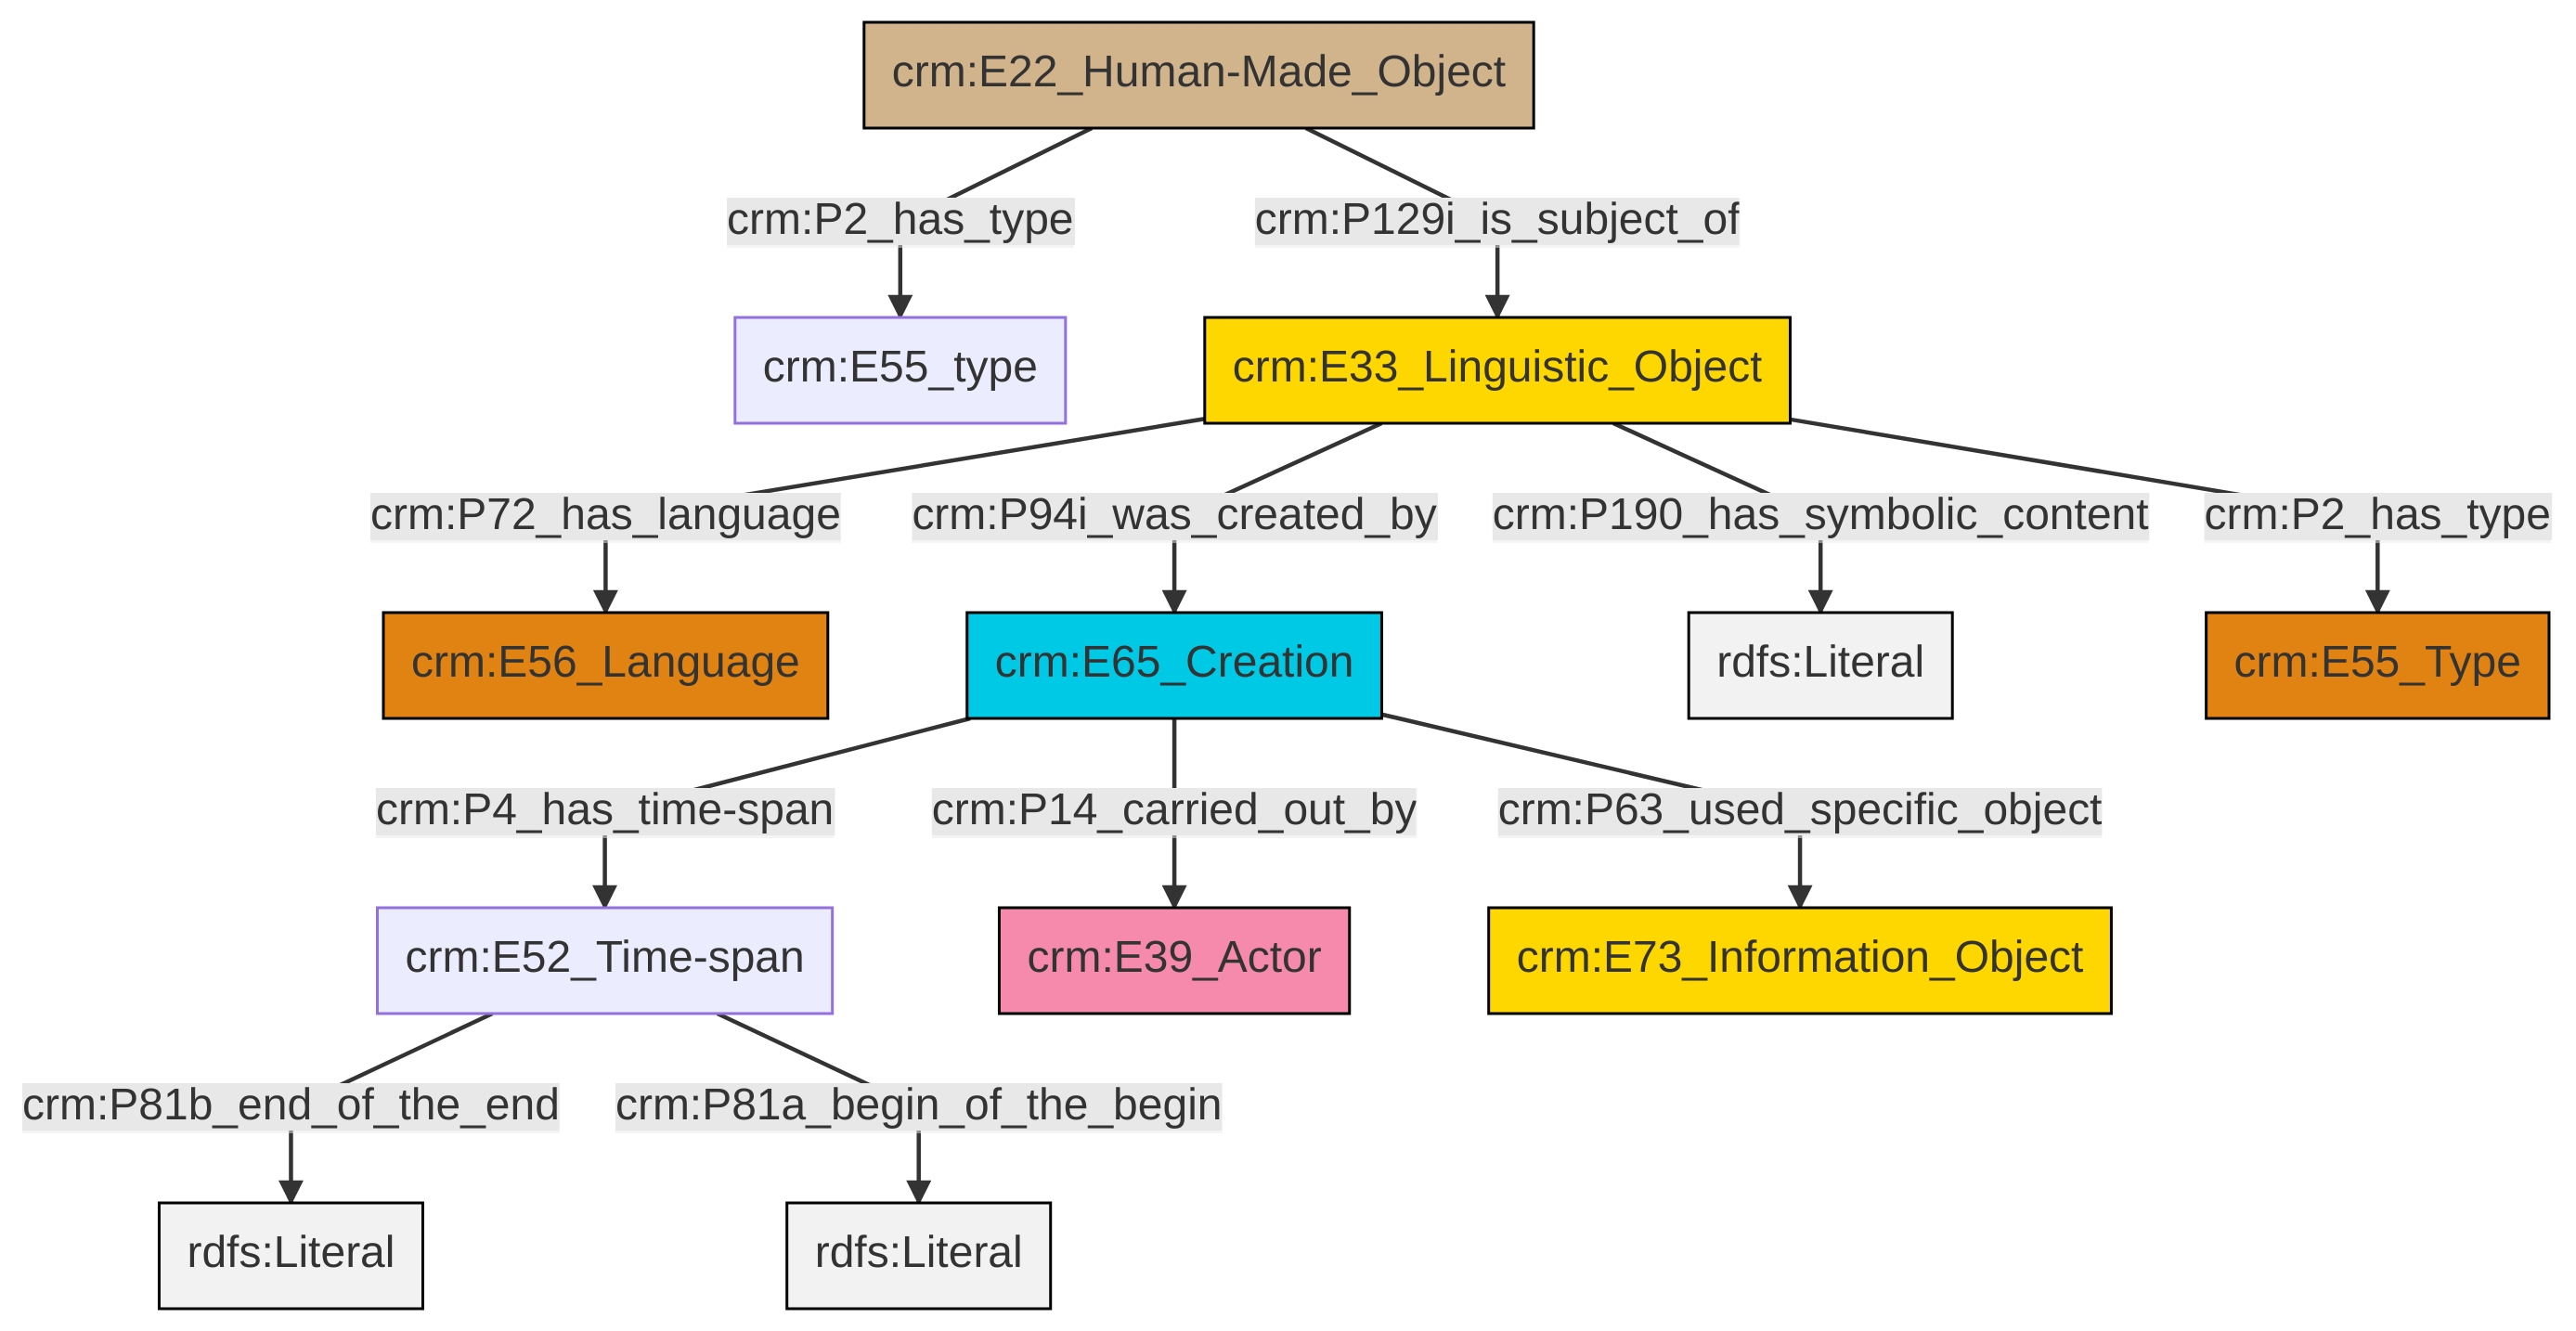 crm:E22_Human-Made_Object
crm:P2_has_type
crm:P129i_is_subject_of
crm:E55_type
crm:E33_Linguistic_Object
crm:P72_has_language
crm:P94i_was_created_by
crm:P190_has_symbolic_content
crm:P2_has_type
crm:E56_Language
crm:E65_Creation
rdfs:Literal
crm:E55_Type
crm:P4_has_time-span
crm:P14_carried_out_by
crm:P63_used_specific_object
crm:E52_Time-span
crm:E39_Actor
crm:E73_Information_Object
crm:P81b_end_of_the_end
crm:P81a_begin_of_the_begin
rdfs:Literal
rdfs:Literal